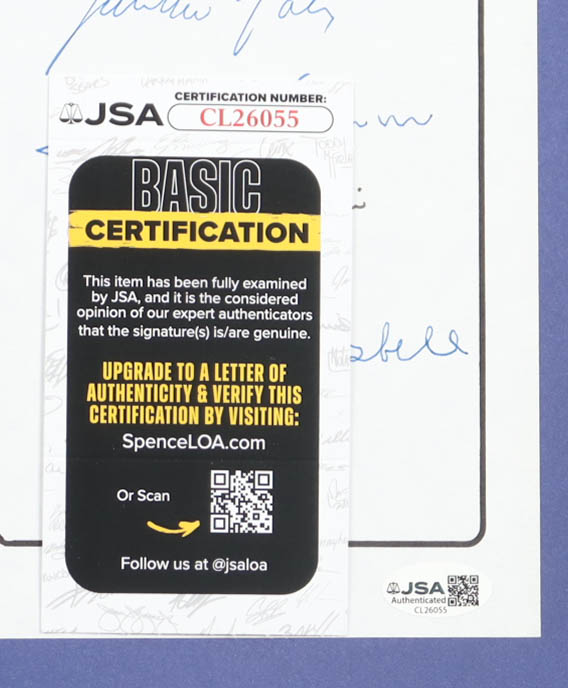 JSA
CERTIFICATION NUMBER:
CL26055
BASIC
CERTIFICATION
This item has been fully examined
by JSA, and it is the considered
opinion of our expert authenticators
that the signature(s) is/are genuine.
UPGRADE TO A LETTER OF
AUTHENTICITY & VERIFY THIS
CERTIFICATION BY VISITING:
SpenceLOA.com
Or Scan
Follow us at @jsaloa
JSA
Authenticated
CL26055